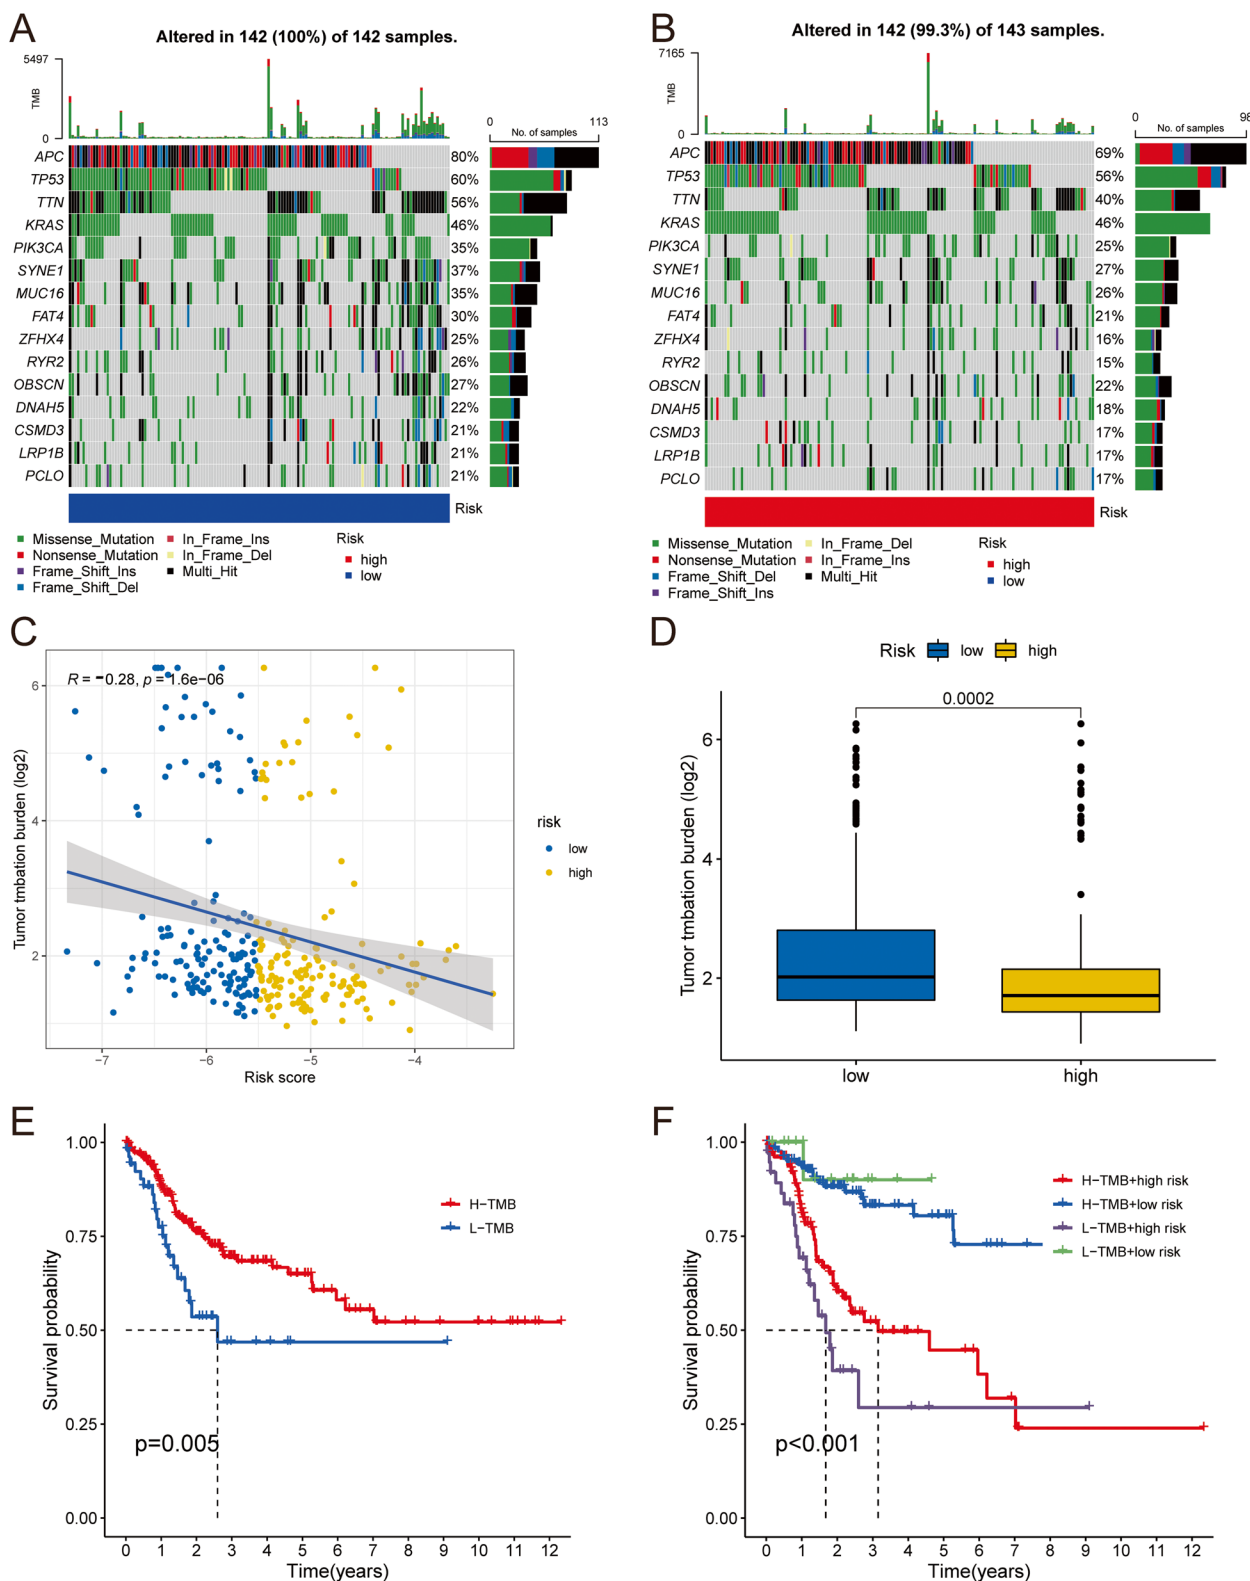 A
Altered in 142 (100%) of 142 samples.
5497
TMB
0
0 113
No. of samples
APC 80%
TP53 60%
TTN 56%
KRAS 46%
PIK3CA 35%
SYNE1 37%
MUC16 35%
FAT4 30%
ZFHX4 25%
RYR2 26%
OBSCN 27%
DNAH5 22%
CSMD3 21%
LRP1B 21%
PCLO 21%
Risk
Missense_Mutation In_Frame_Ins Risk
Nonsense_Mutation In_Frame_Del high
Frame_Shift_Ins Multi_Hit low
Frame_Shift_Del
B
Altered in 142 (99.3%) of 143 samples.
7165
TMB
0
0 98
No. of samples
APC 69%
TP53 56%
TTN 40%
KRAS 46%
PIK3CA 25%
SYNE1 27%
MUC16 26%
FAT4 21%
ZFHX4 16%
RYR2 15%
OBSCN 22%
DNAH5 18%
CSMD3 17%
LRP1B 17%
PCLO 17%
Risk
Missense_Mutation In_Frame_Del Risk
Nonsense_Mutation In_Frame_Ins high
Frame_Shift_Del Multi_Hit low
Frame_Shift_Ins
C
R = −0.28, p = 1.6e−06
Tumor tmbation burden (log2)
6
4
2
−7 −6 −5 −4
Risk score
risk
low
high
D
Risk low high
0.0002
Tumor tmbation burden (log2)
6
4
2
low high
E
Survival probability
1.00
0.75
0.50
0.25
0.00
H−TMB
L−TMB
p=0.005
0 1 2 3 4 5 6 7 8 9 10 11 12
Time(years)
F
Survival probability
1.00
0.75
0.50
0.25
0.00
H−TMB+high risk
H−TMB+low risk
L−TMB+high risk
L−TMB+low risk
p<0.001
0 1 2 3 4 5 6 7 8 9 10 11 12
Time(years)